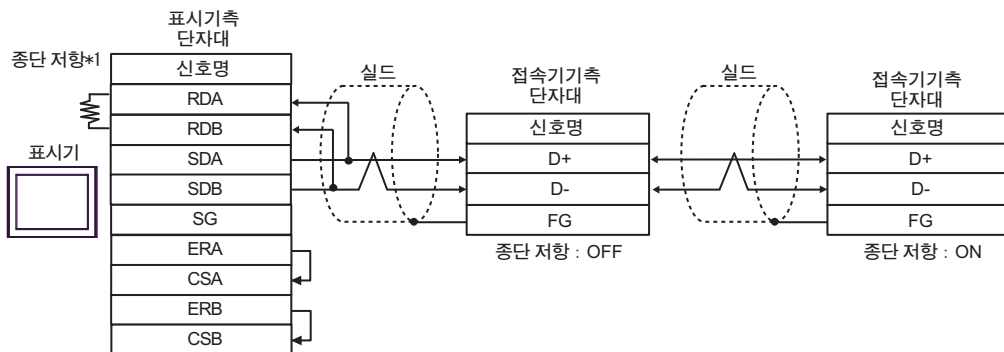 표시기측
단자대
종단 저항*1
신호명
RDA
RDB
SDA
SDB
SG
ERA
CSA
ERB
CSB
표시기
실드
접속기기측
단자대
신호명
D+
D-
FG
종단 저항 : OFF
실드
접속기기측
단자대
신호명
D+
D-
FG
종단 저항 : ON